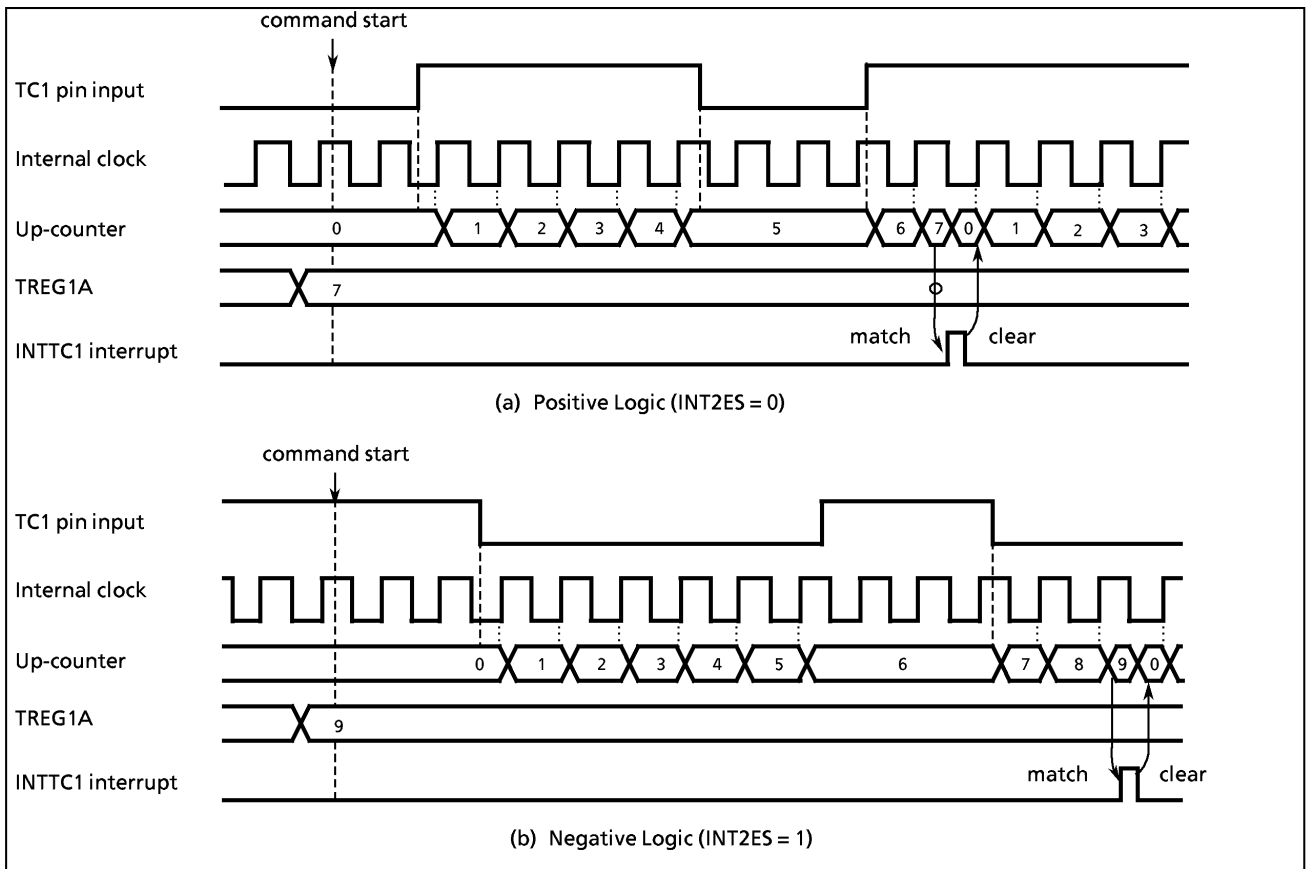 command start
TC1 pin input
Internal clock
Up-counter 0 1 2 3 4 5 6 7 0 1 2 3
TREG1A 7
match clear
INTTC1 interrupt
(a) Positive Logic (INT2ES = 0)
command start
TC1 pin input
Internal clock
Up-counter 0 1 2 3 4 5 6 7 8 9 0
TREG1A 9
match clear
INTTC1 interrupt
(b) Negative Logic (INT2ES = 1)